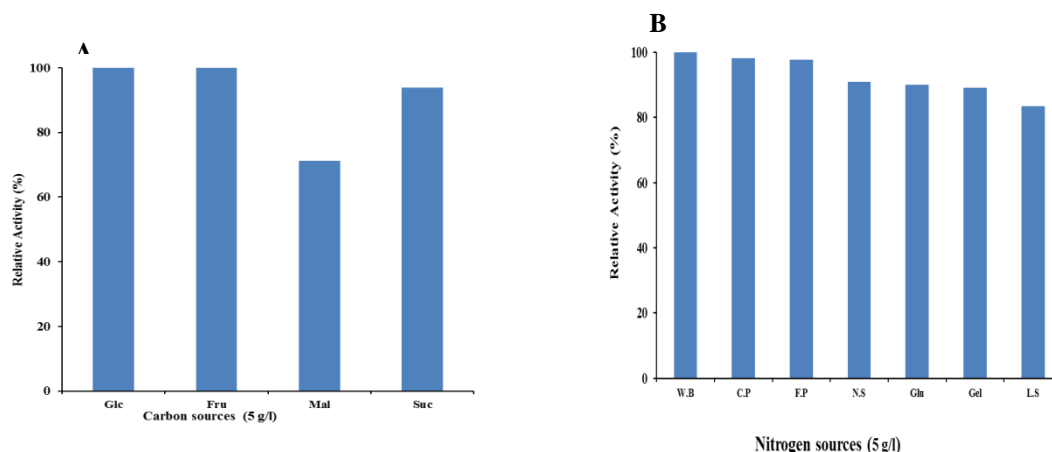 A
Relative Activity (%)
100
80
60
40
20
0
Glc Fru Mal Suc
Carbon sources (5 g/l)
B
Relative Activity (%)
100
80
60
40
20
0
W.B C.P F.P N.S Glu Gel L.S
Nitrogen sources (5 g/l)